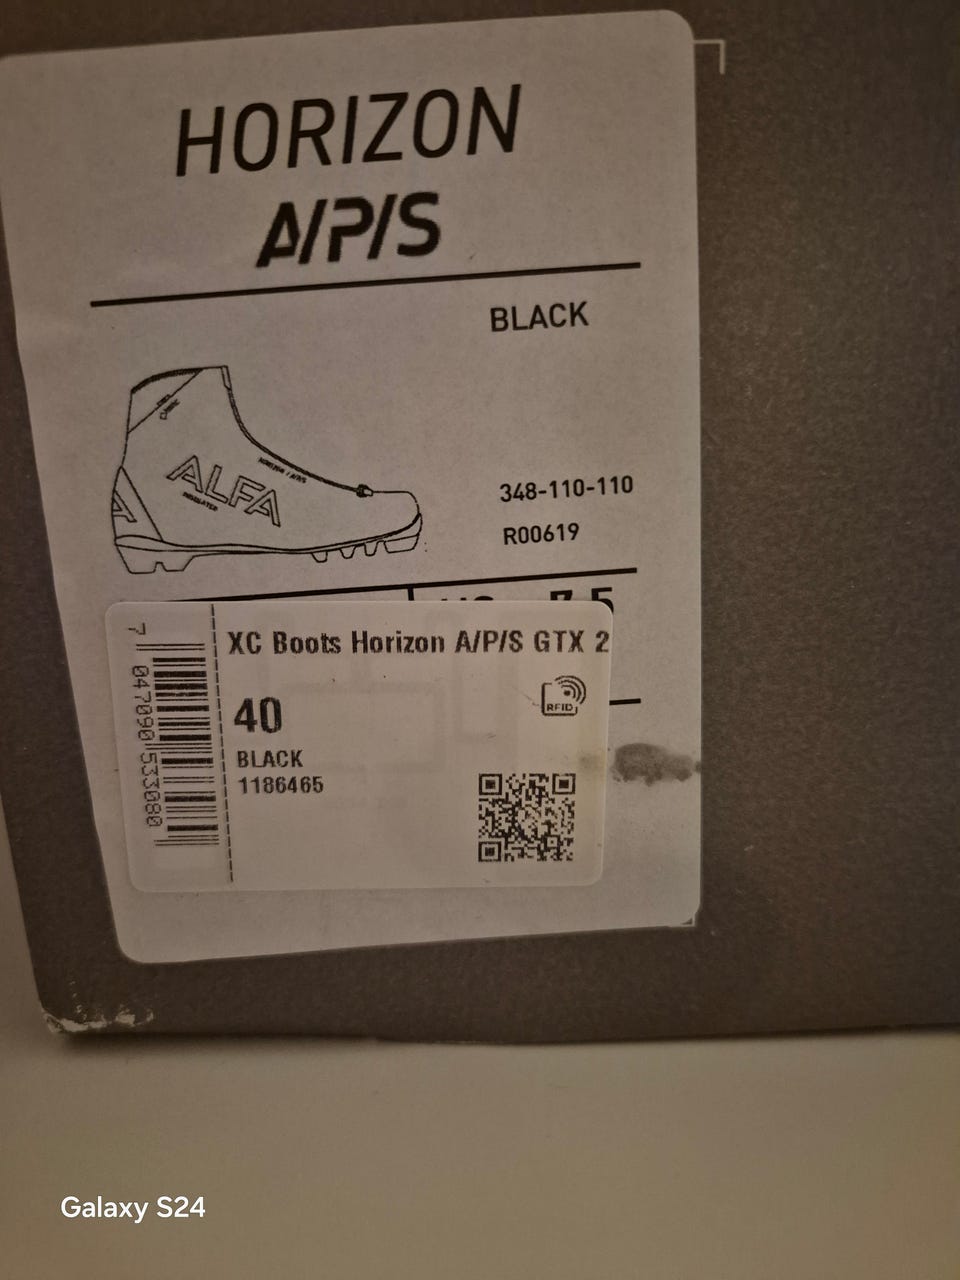 HORIZON
A/P/S
BLACK
ALFA
348-110-110
R00619
XC Boots Horizon A/P/S GTX 2
40
RFID
BLACK
1186465
7 047090 533080
Galaxy S24